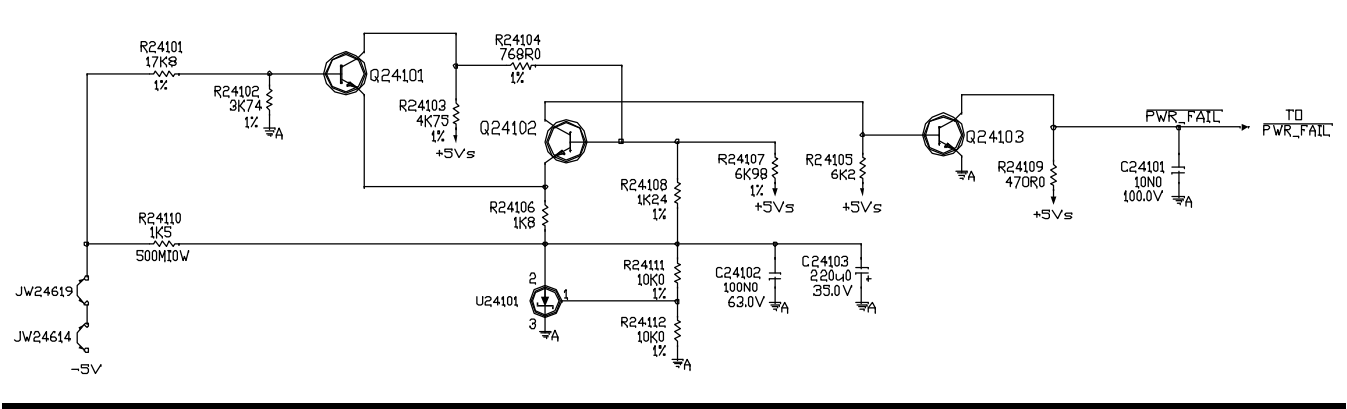 R24101
17K8
1%
R24102
3K74
1%
A
Q24101
R24103
4K75
1%
+5Vs
R24104
768R0
1%
Q24102
R24107
6K98
1%
+5Vs
R24105
6K2
+5Vs
Q24103
A
R24109
470R0
+5Vs
PWR_FAIL
TO
PWR_FAIL
C24101
10N0
100.0V
A
R24108
1K24
1%
R24106
1K8
R24110
1K5
500MIOW
JW24619
JW24614
-5V
U24101
2
1
3
A
R24111
10K0
1%
R24112
10K0
1%
A
C24102
100N0
63.0V
A
C24103
220u0
35.0V
+
A